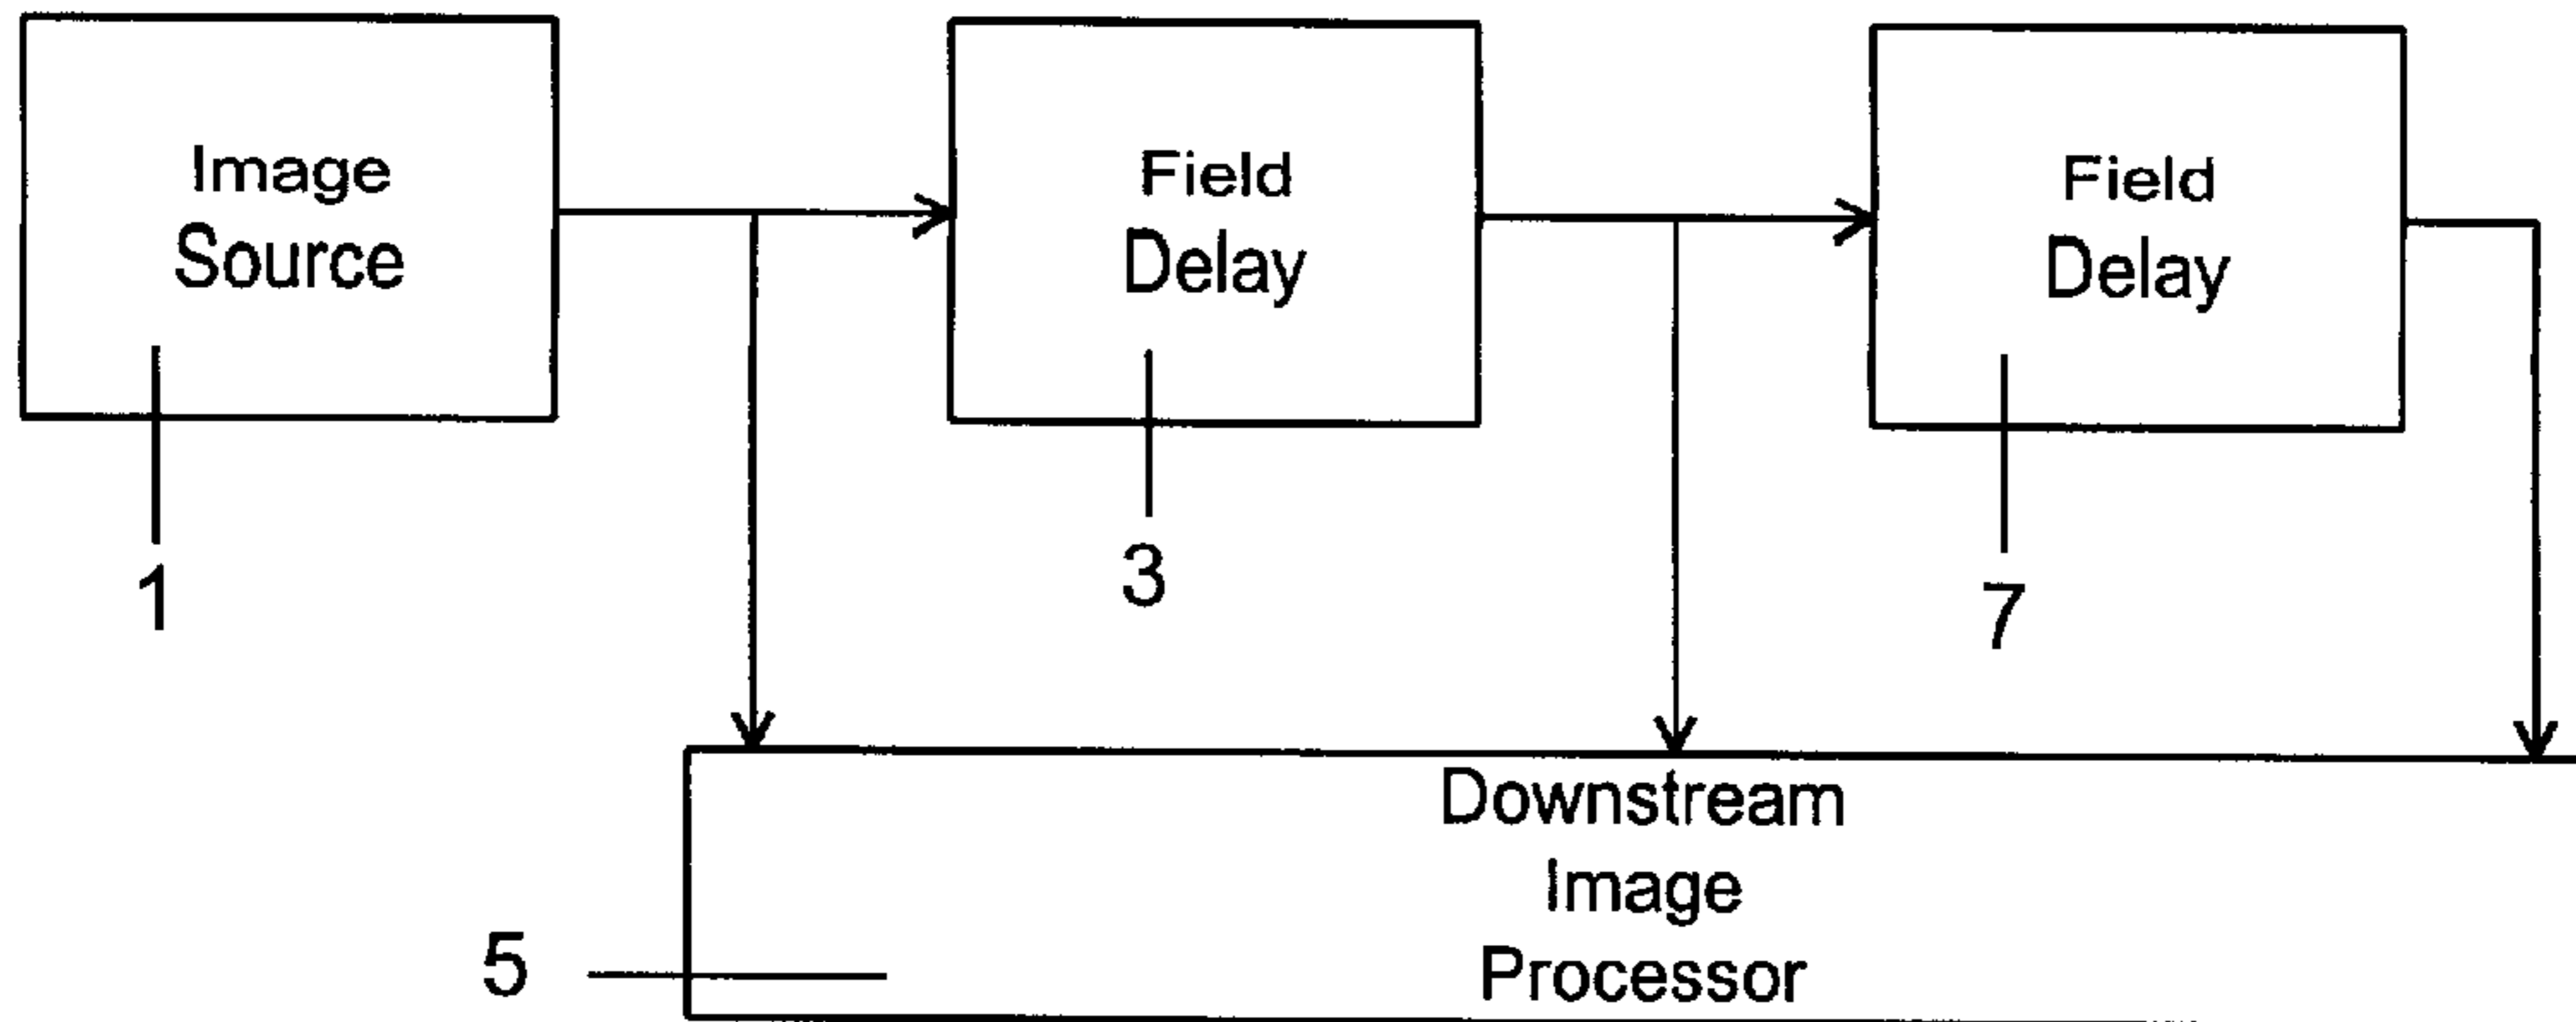 Image
Source
1
Field
Delay
3
Field
Delay
7
Downstream
Image
Processor
5